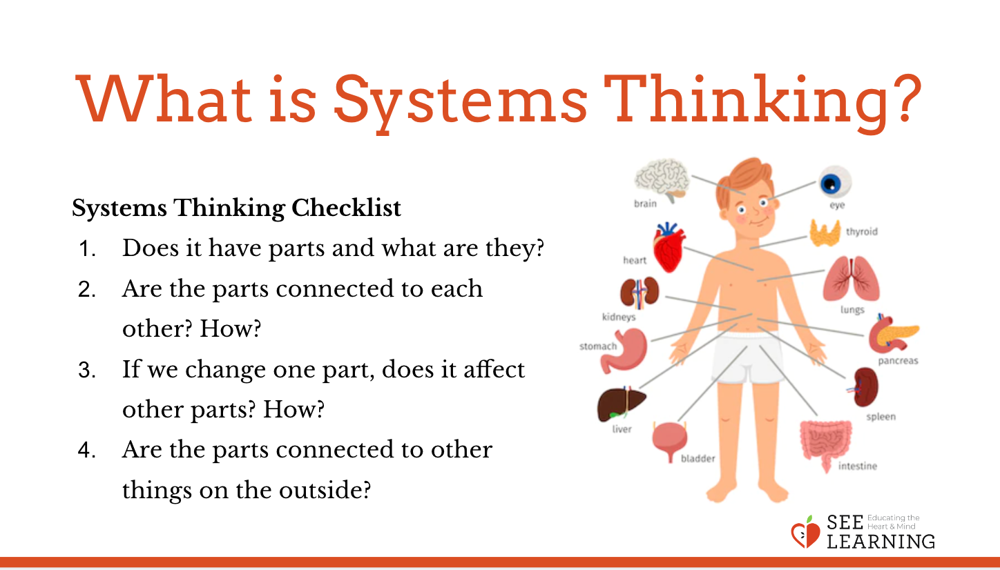 What is Systems Thinking?
Systems Thinking Checklist
1. Does it have parts and what are they?
2. Are the parts connected to each
other? How?
3. If we change one part, does it affect
other parts? How?
4. Are the parts connected to other
things on the outside?
brain
eye
thyroid
heart
lungs
kidneys
stomach
pancreas
spleen
liver
bladder
intestine
SEE Educating the
Heart & Mind
LEARNING